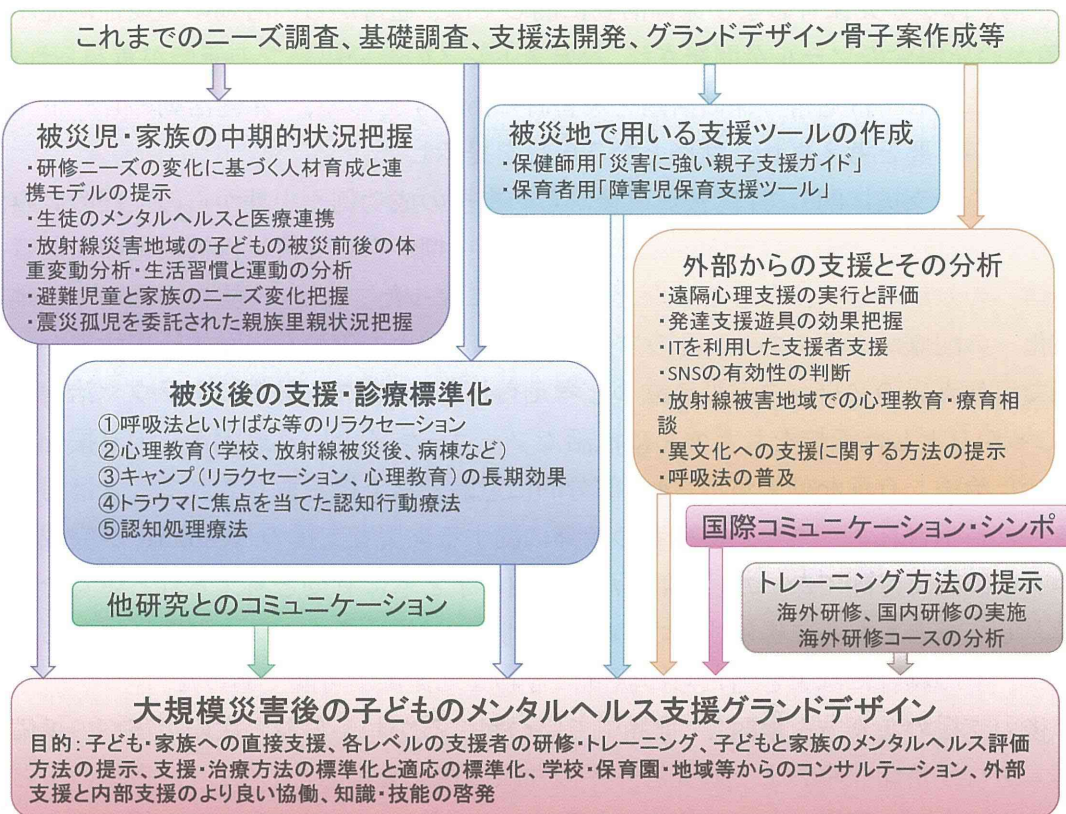 これまでのニーズ調査、基礎調査、支援法開発、グランドデザイン骨子案作成等
被災児・家族の中期的状況把握
・研修ニーズの変化に基づく人材育成と連
携モデルの提示
・生徒のメンタルヘルスと医療連携
・放射線災害地域の子どもの被災前後の体
重変動分析・生活習慣と運動の分析
・避難児童と家族のニーズ変化把握
・震災孤児を委託された親族里親状況把握
被災地で用いる支援ツールの作成
・保健師用「災害に強い親子支援ガイド」
・保育者用「障害児保育支援ツール」
外部からの支援とその分析
・遠隔心理支援の実行と評価
・発達支援遊具の効果把握
・ITを利用した支援者支援
・SNSの有効性の判断
・放射線被害地域での心理教育・療育相
談
・異文化への支援に関する方法の提示
・呼吸法の普及
被災後の支援・診療標準化
①呼吸法といけばな等のリラクセーション
②心理教育(学校、放射線被災後、病棟など)
③キャンプ(リラクセーション、心理教育)の長期効果
④トラウマに焦点を当てた認知行動療法
⑤認知処理療法
国際コミュニケーション・シンポ
他研究とのコミュニケーション
トレーニング方法の提示
海外研修、国内研修の実施
海外研修コースの分析
大規模災害後の子どものメンタルヘルス支援グランドデザイン
目的:子ども・家族への直接支援、各レベルの支援者の研修・トレーニング、子どもと家族のメンタルヘルス評価
方法の提示、支援・治療方法の標準化と適応の標準化、学校・保育園・地域等からのコンサルテーション、外部
支援と内部支援のより良い協働、知識・技能の啓発